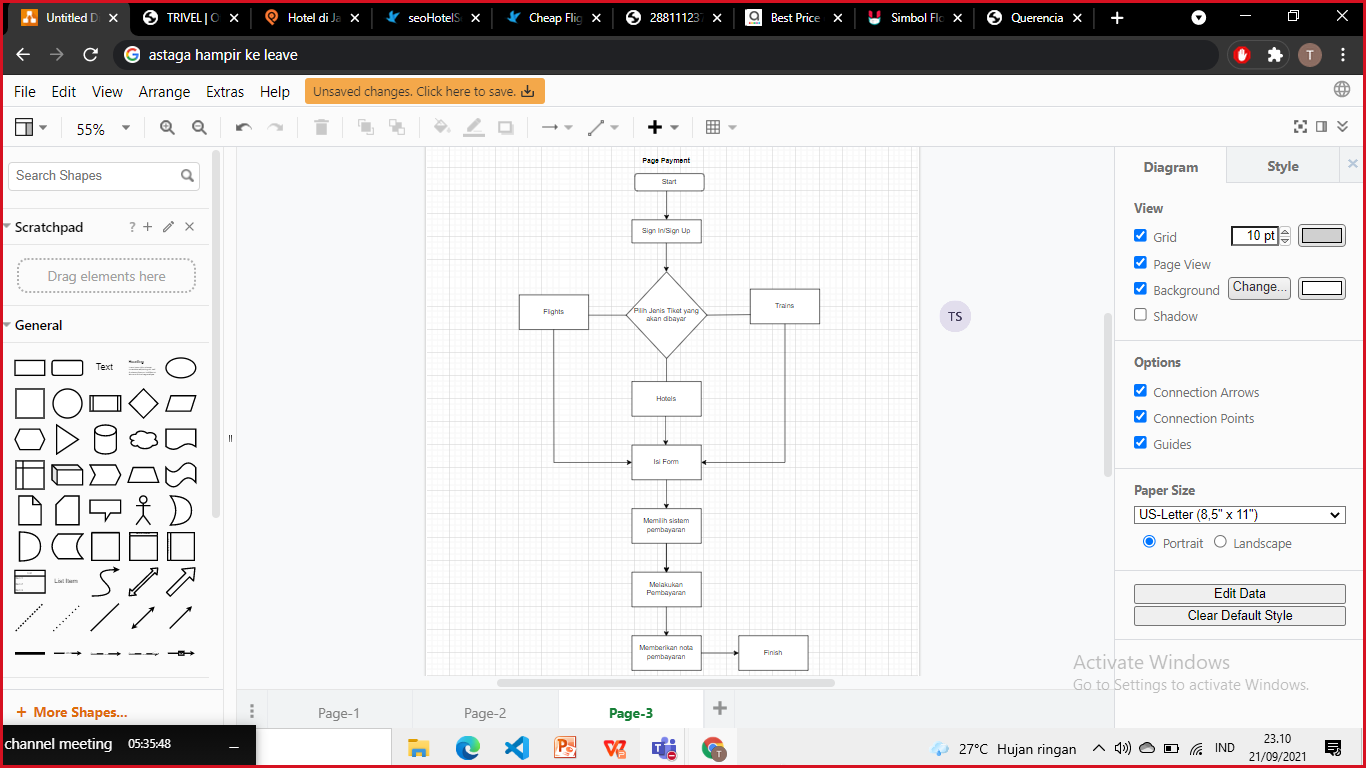 Untitled D
TRIVEL | O
Hotel di Ja
seoHotelS
Cheap Flig
288111237
Best Price
Simbol Flo
Querencia
astaga hampir ke leave
T
File Edit View Arrange Extras Help
Unsaved changes. Click here to save.
55%
Search Shapes
Scratchpad
Drag elements here
General
Text
Heading
List Item
+ More Shapes...
Page Payment
Start
Sign In/Sign Up
Flights
Pilih Jenis Tiket yang
akan dibayar
Trains
Hotels
Isi Form
Memilih sistem
pembayaran
Melakukan
Pembayaran
Memberikan nota
pembayaran
Finish
TS
Diagram
Style
View
Grid
10 pt
Page View
Background
Change...
Shadow
Options
Connection Arrows
Connection Points
Guides
Paper Size
US-Letter (8,5" x 11")
Portrait
Landscape
Edit Data
Clear Default Style
Activate Windows
Go to Settings to activate Windows.
Page-1
Page-2
Page-3
channel meeting 05:35:48
27°C Hujan ringan
IND
23.10
21/09/2021